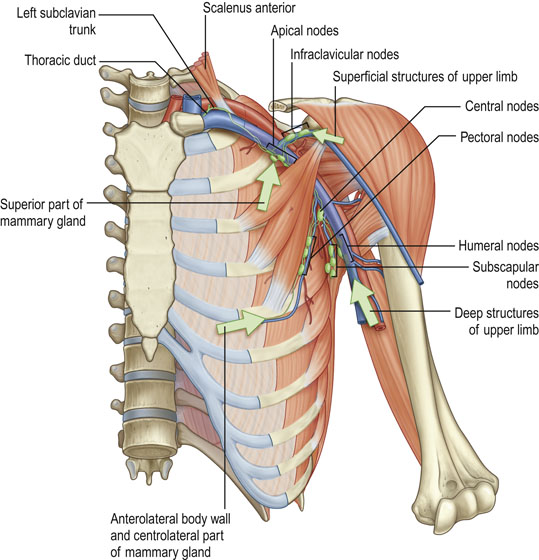 Left subclavian
trunk
Scalenus anterior
Apical nodes
Infraclavicular nodes
Thoracic duct
Superficial structures of upper limb
Central nodes
Pectoral nodes
Superior part of
mammary gland
Humeral nodes
Subscapular
nodes
Deep structures
of upper limb
Anterolateral body wall
and centrolateral part
of mammary gland